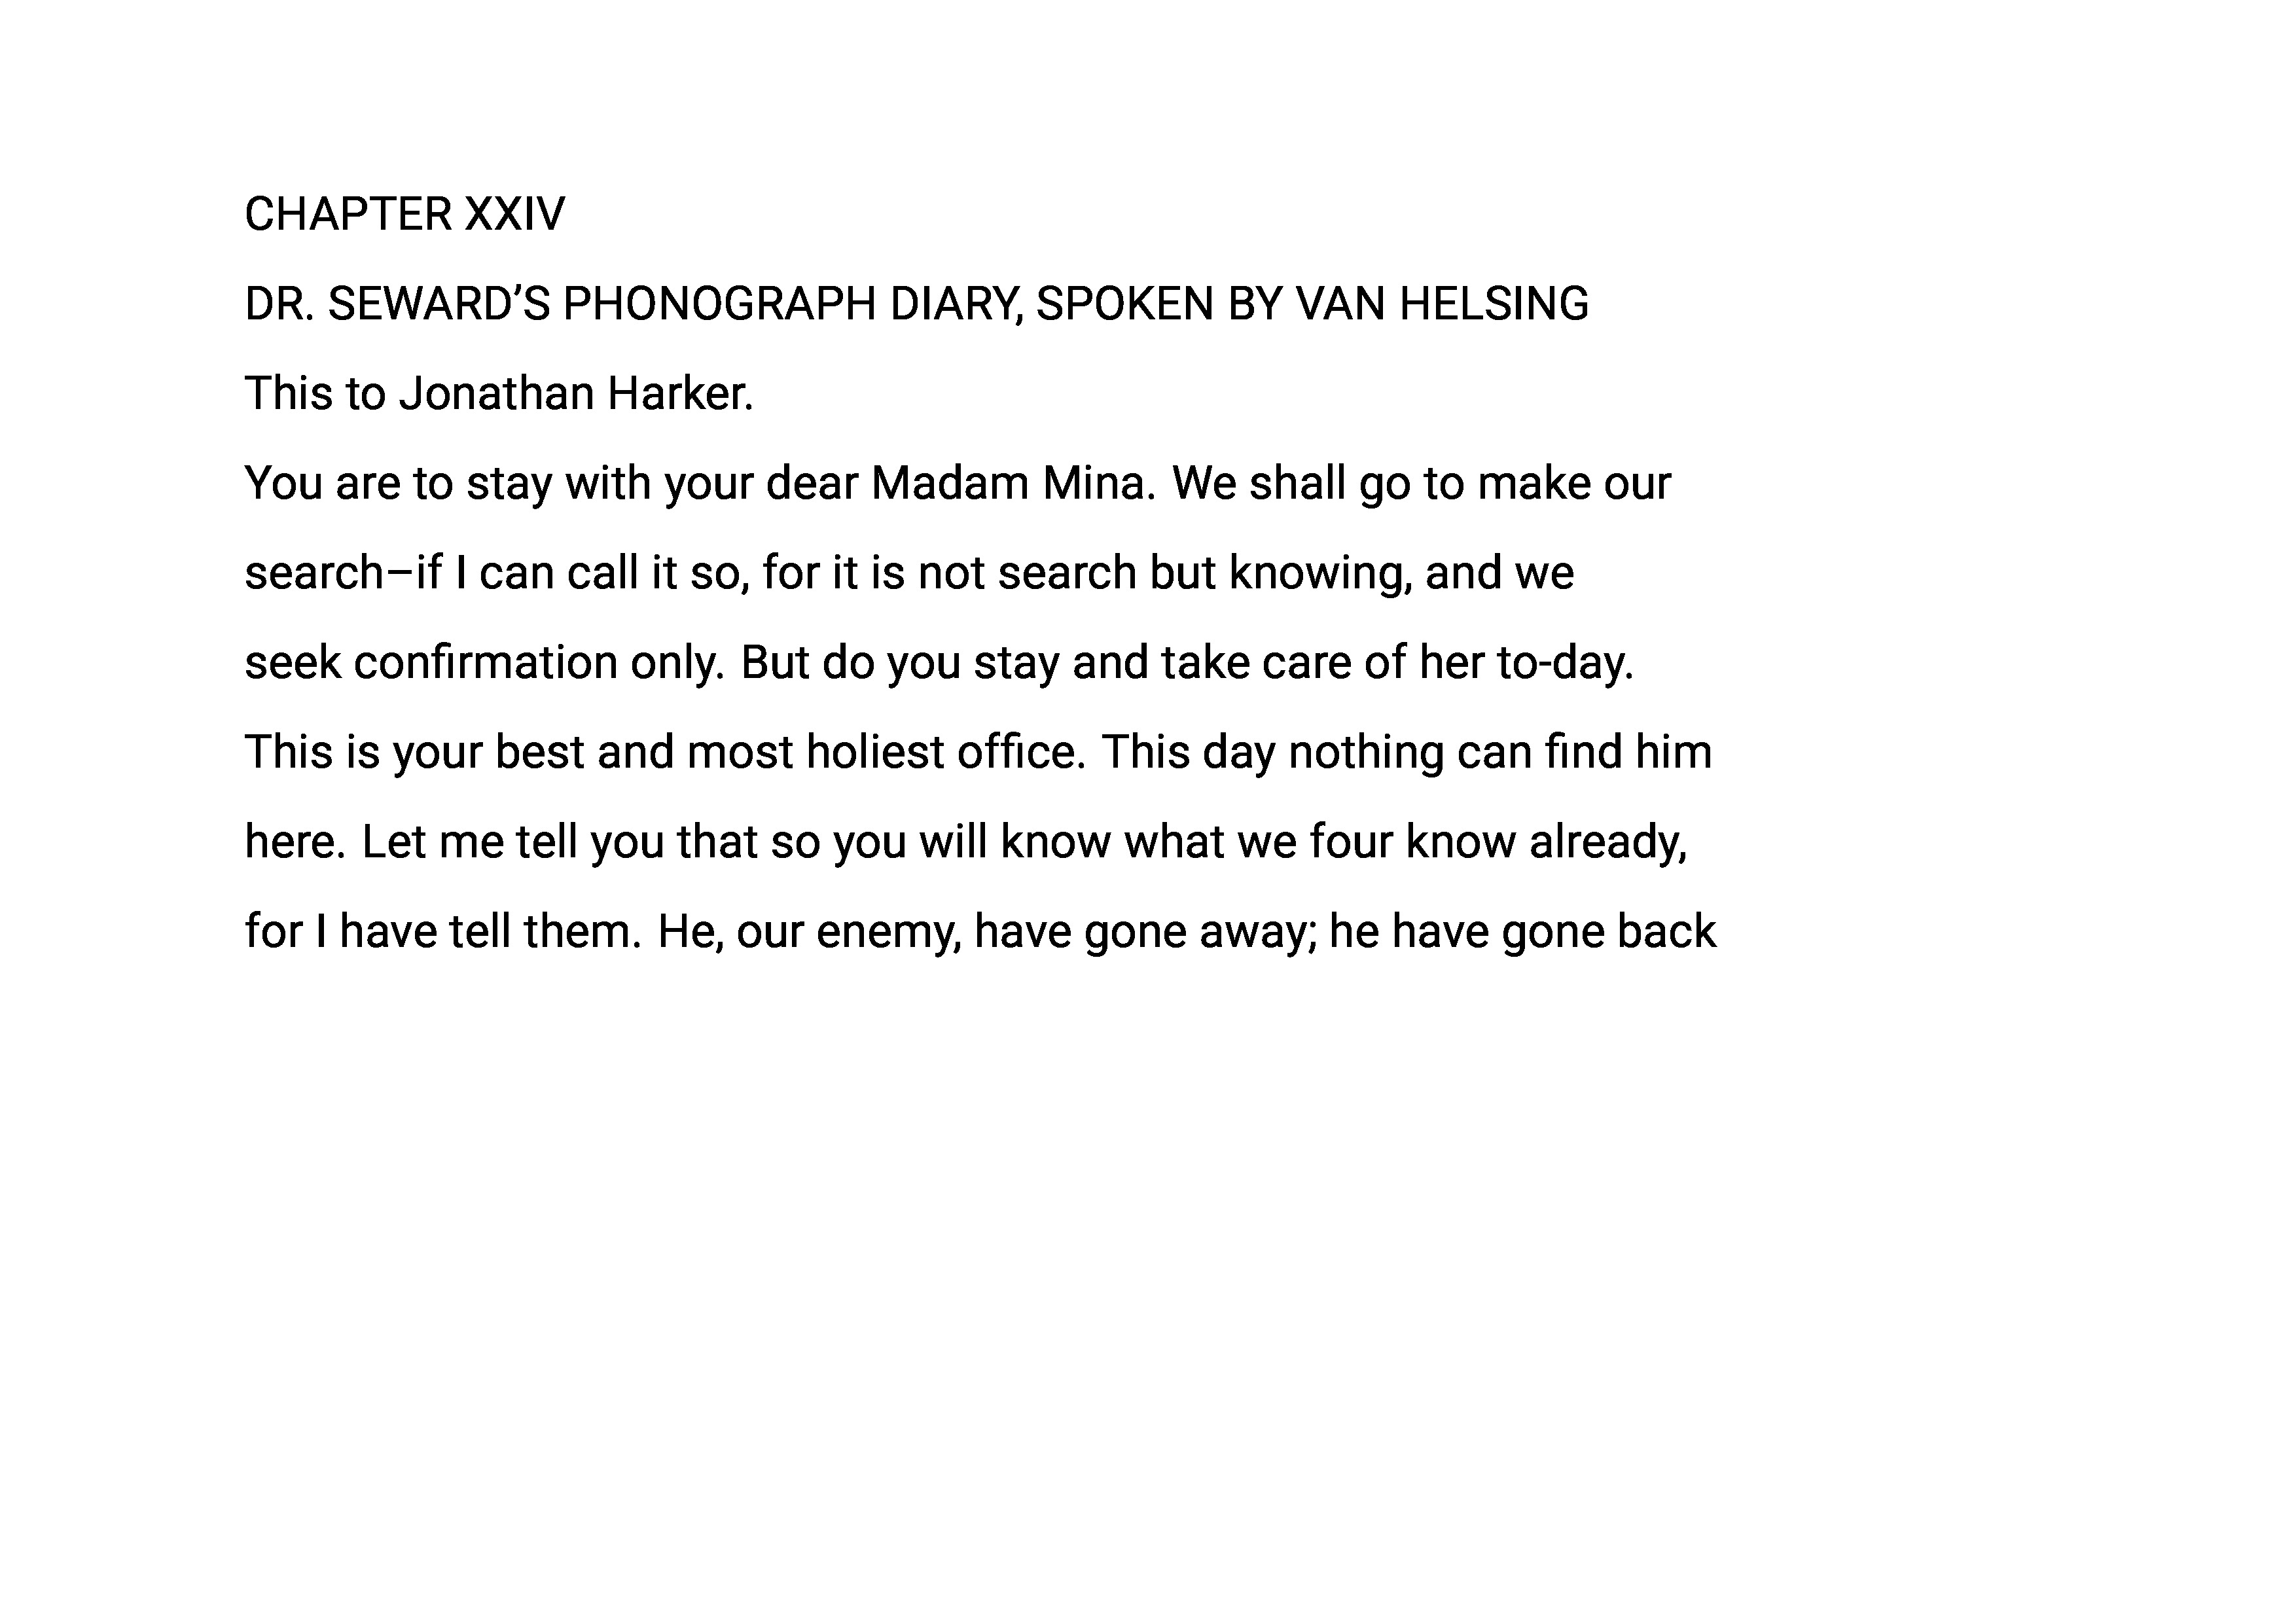 CHAPTER XXIV
DR. SEWARD’S PHONOGRAPH DIARY, SPOKEN BY VAN HELSING
This to Jonathan Harker.
You are to stay with your dear Madam Mina. We shall go to make our
search–if I can call it so, for it is not search but knowing, and we
seek confirmation only. But do you stay and take care of her to-day.
This is your best and most holiest office. This day nothing can find him
here. Let me tell you that so you will know what we four know already,
for I have tell them. He, our enemy, have gone away; he have gone back